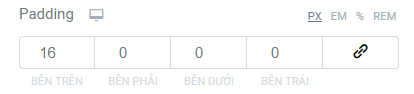 Padding PX EM % REM
16 0 0 0
BÊN TRÊN BÊN PHẢI BÊN DƯỚI BÊN TRÁI